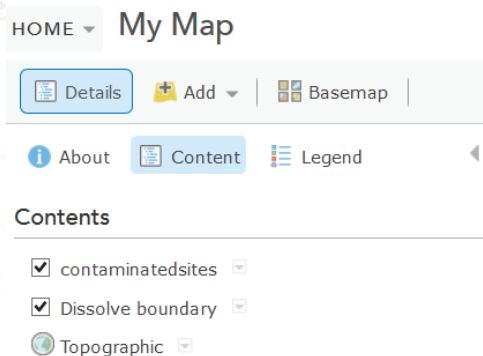 HOME My Map
Details Add Basemap
About Content Legend
Contents
contaminatedsites
Dissolve boundary
Topographic